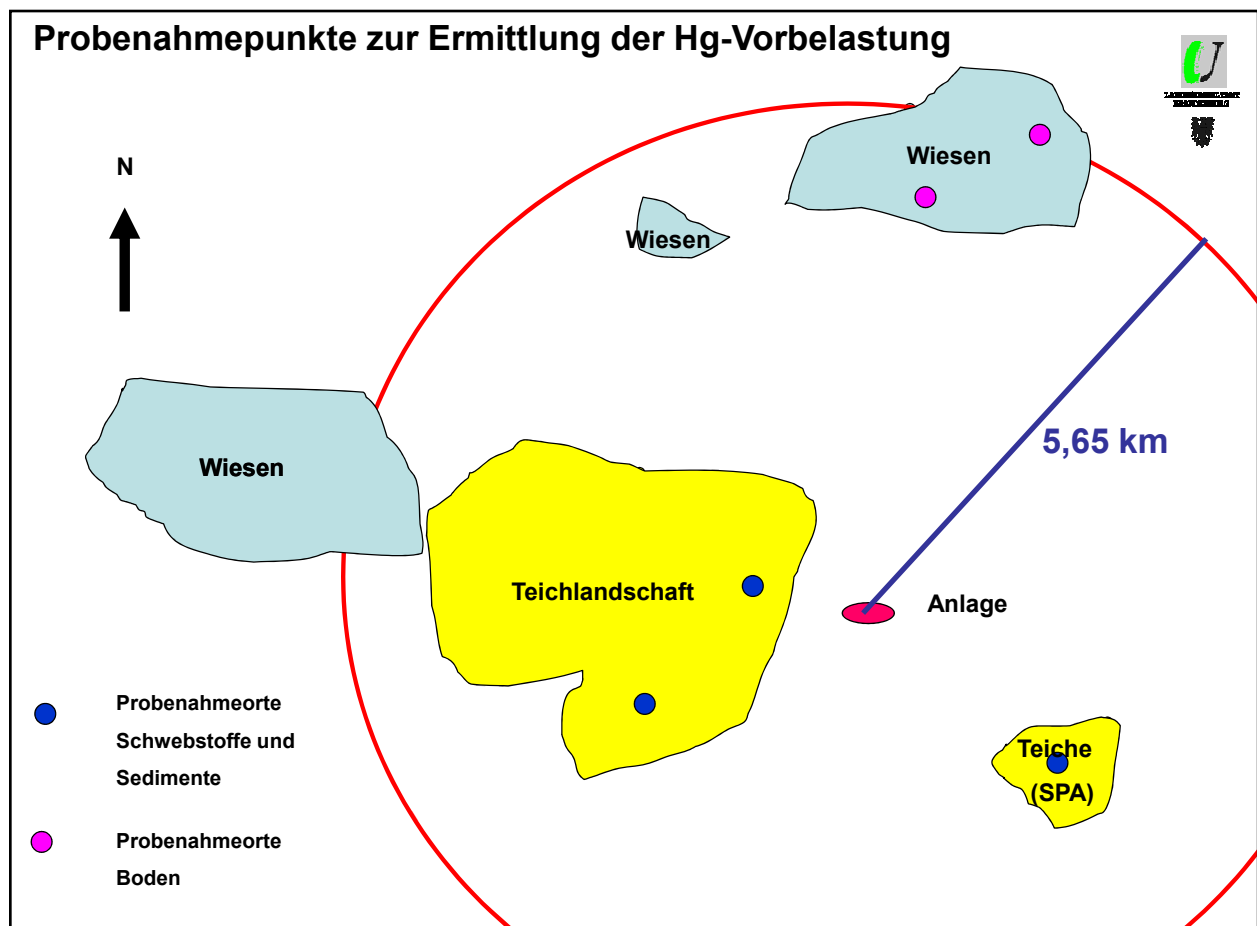 Probenahmepunkte zur Ermittlung der Hg-Vorbelastung
N
Wiesen
Wiesen
Wiesen
5,65 km
Teichlandschaft
Anlage
Teiche
(SPA)
Probenahmeorte
Schwebstoffe und
Sedimente
Probenahmeorte
Boden